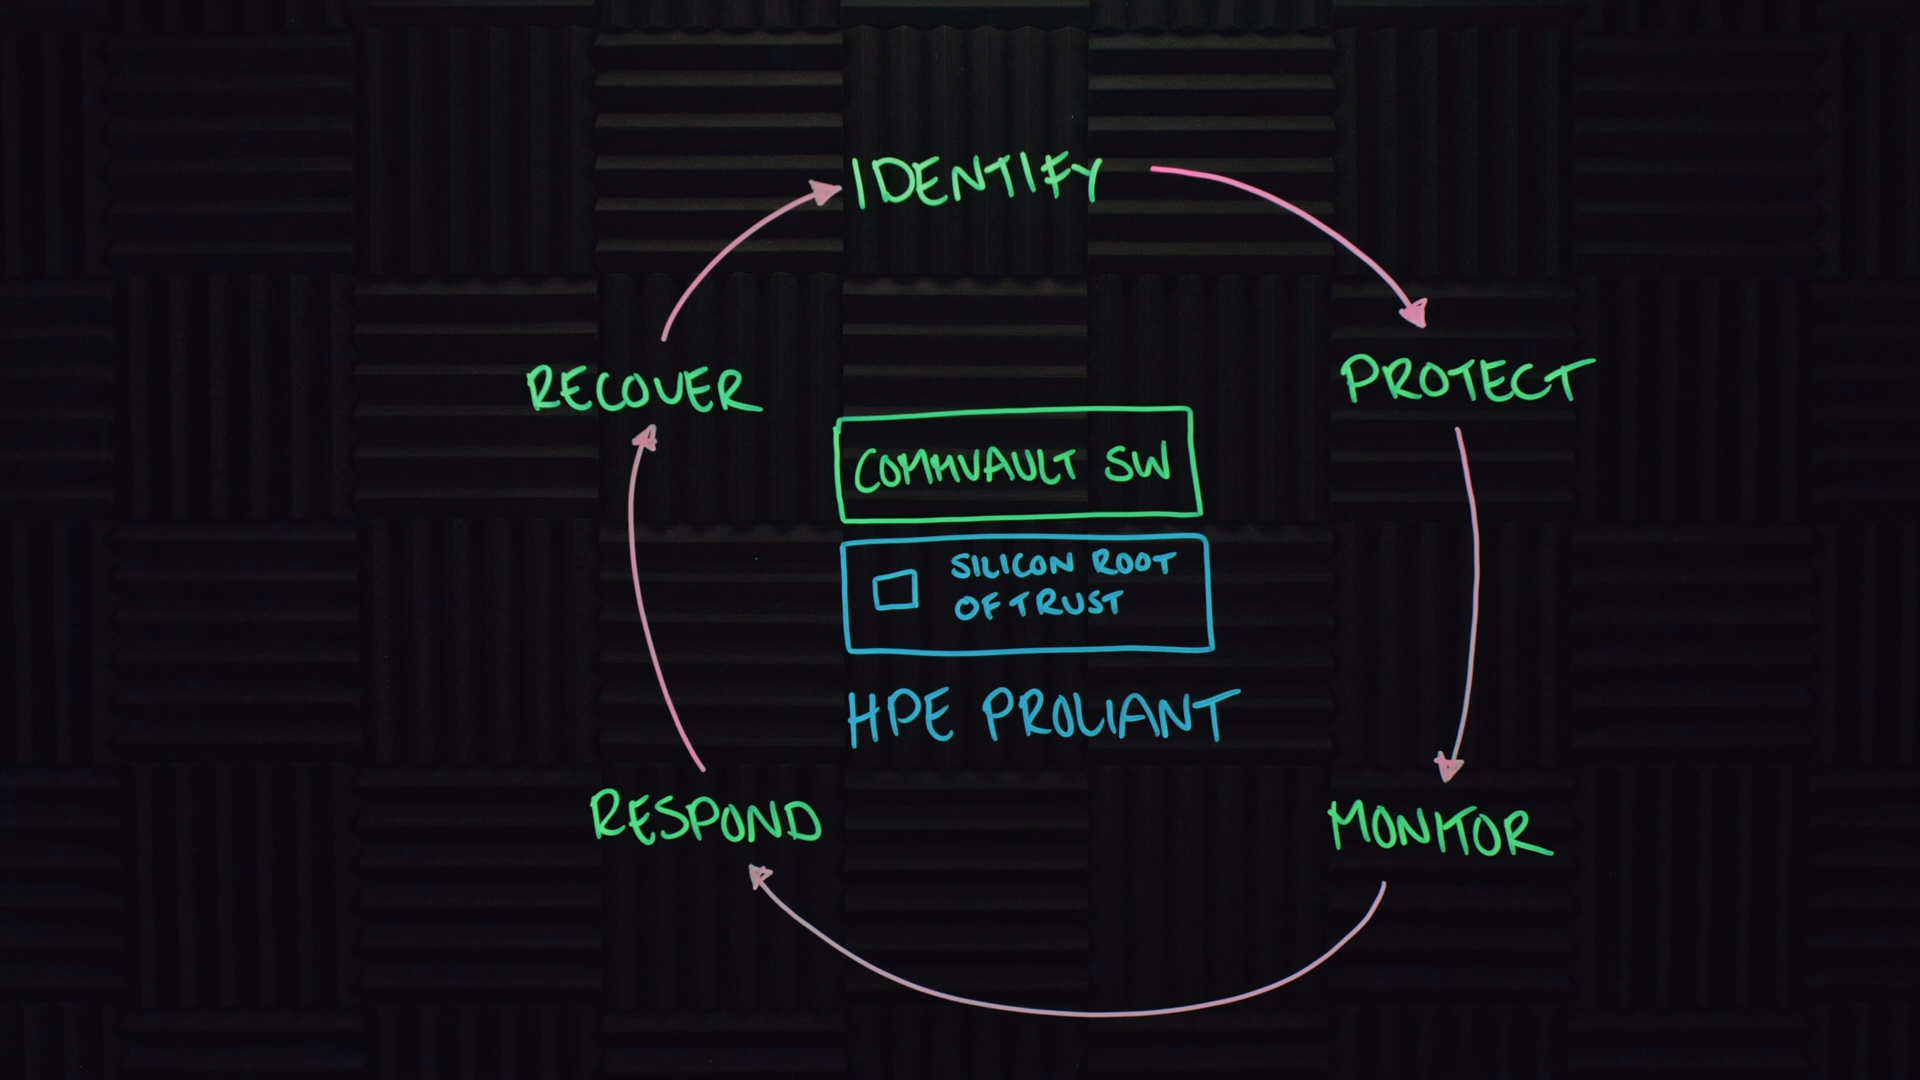 IDENTIFY
PROTECT
RECOVER
COMMVAULT SW
SILICON ROOT
OF TRUST
HPE PROLIANT
RESPOND
MONITOR